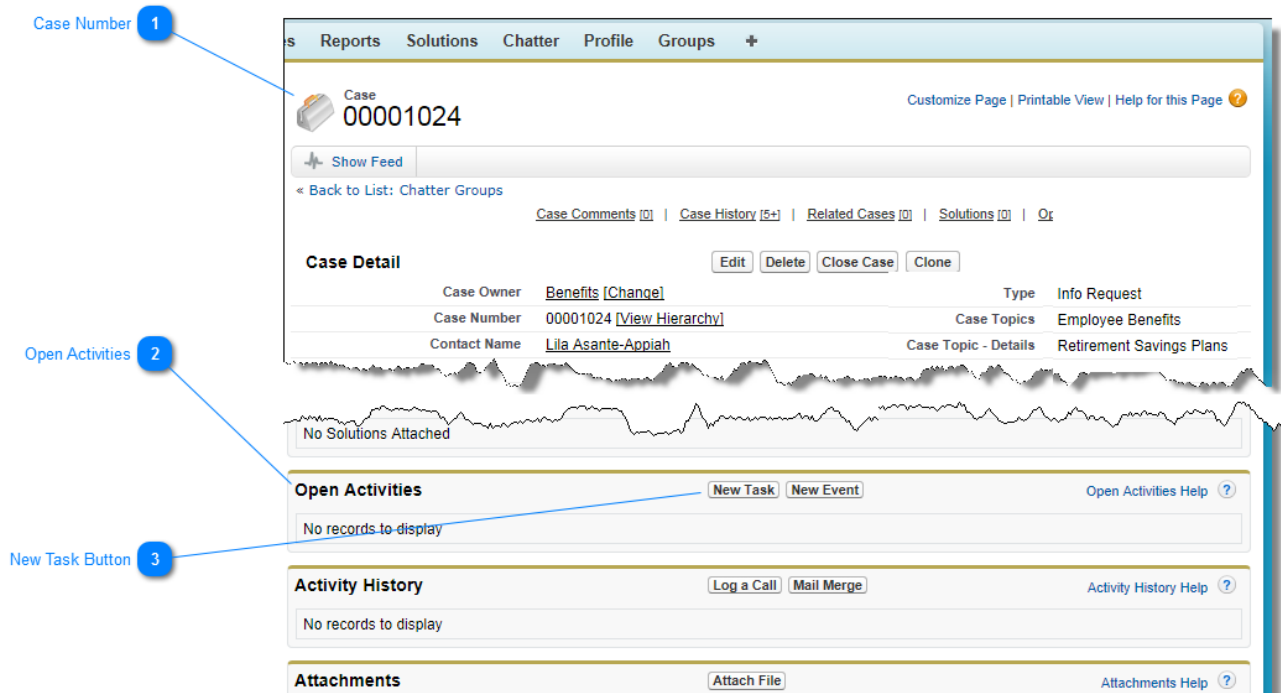 Case Number 1
s Reports Solutions Chatter Profile Groups +
Case
00001024
Customize Page | Printable View | Help for this Page ?
Show Feed
« Back to List: Chatter Groups
Case Comments [0] | Case History [5+] | Related Cases [0] | Solutions [0] | Op
Case Detail Edit Delete Close Case Clone
Case Owner Benefits [Change] Type Info Request
Case Number 00001024 [View Hierarchy] Case Topics Employee Benefits
Contact Name Lila Asante-Appiah Case Topic - Details Retirement Savings Plans
Open Activities 2
No Solutions Attached
Open Activities New Task New Event Open Activities Help ?
No records to display
New Task Button 3
Activity History Log a Call Mail Merge Activity History Help ?
No records to display
Attachments Attach File Attachments Help ?